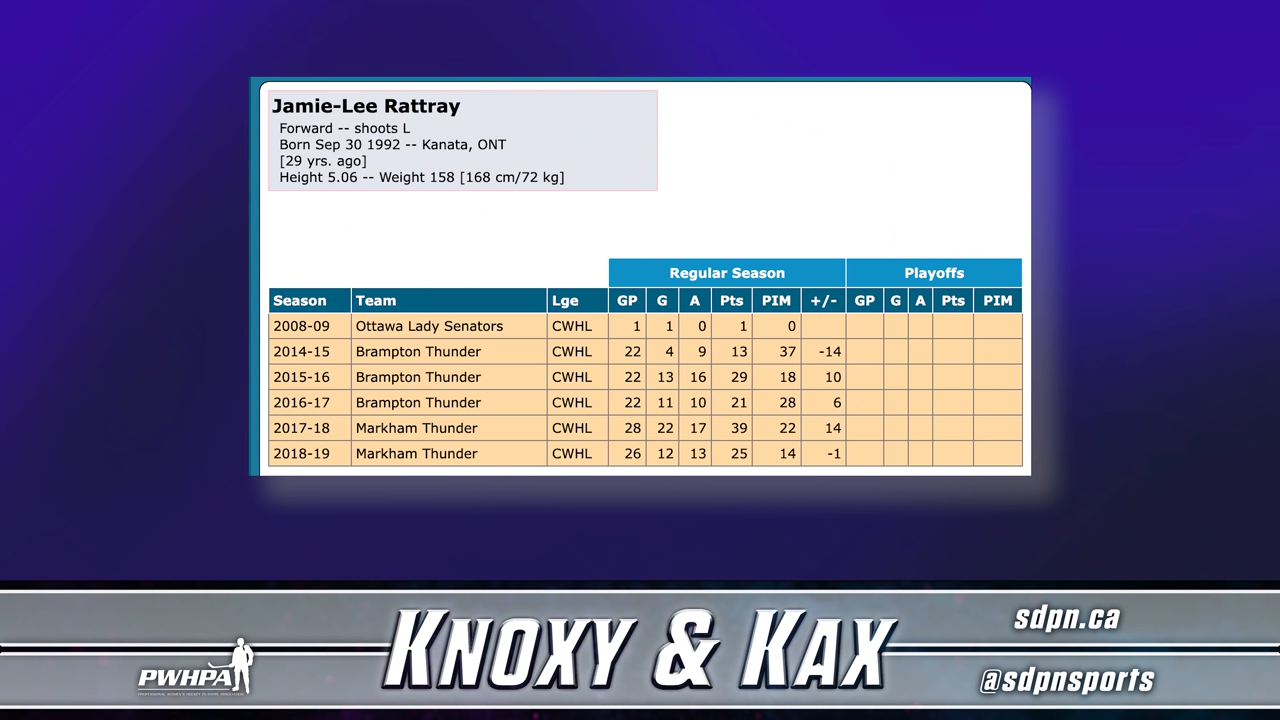 Jamie-Lee Rattray
Forward -- shoots L
Born Sep 30 1992 -- Kanata, ONT
[29 yrs. ago]
Height 5.06 -- Weight 158 [168 cm/72 kg]
Regular Season Playoffs
Season Team Lge GP G A Pts PIM +/- GP G A Pts PIM
2008-09 Ottawa Lady Senators CWHL 1 1 0 1 0
2014-15 Brampton Thunder CWHL 22 4 9 13 37 -14
2015-16 Brampton Thunder CWHL 22 13 16 29 18 10
2016-17 Brampton Thunder CWHL 22 11 10 21 28 6
2017-18 Markham Thunder CWHL 28 22 17 39 22 14
2018-19 Markham Thunder CWHL 26 12 13 25 14 -1
PWHPA
PROFESSIONAL WOMEN'S HOCKEY PLAYERS ASSOCIATION
KNOXY & KAX
sdpn.ca
@sdpnsports